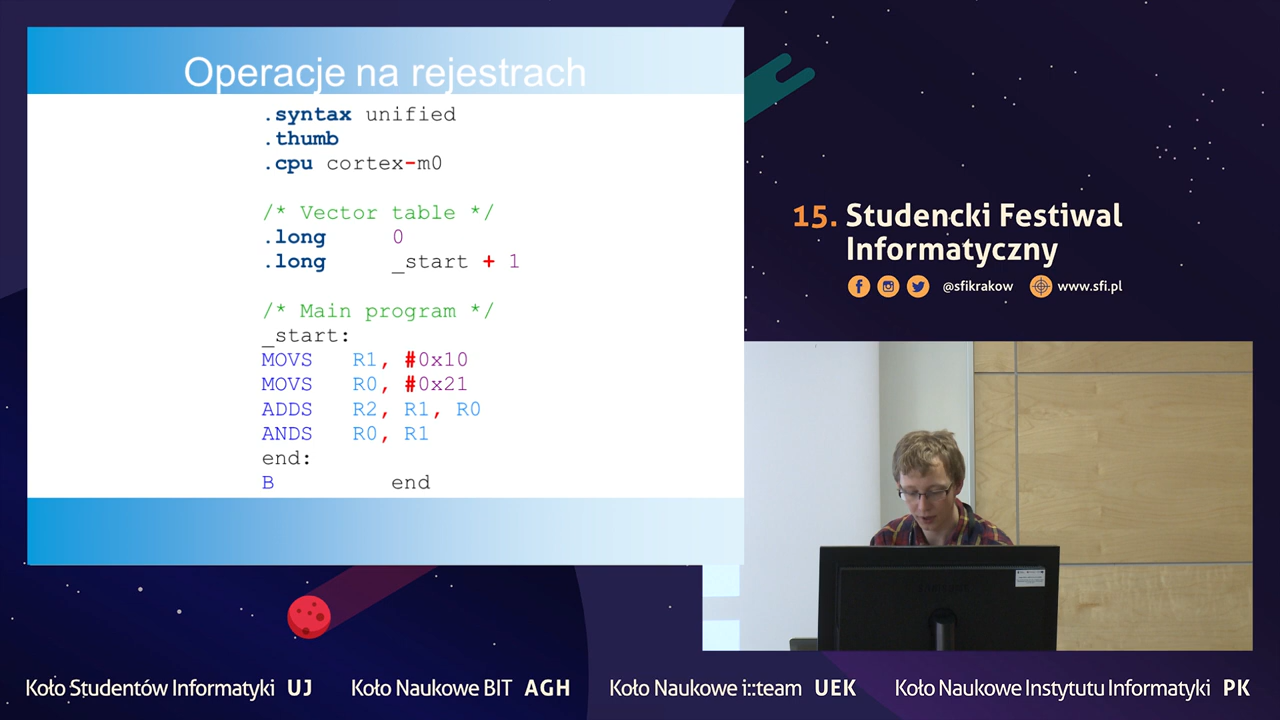 Operacje na rejestrach
.syntax unified
.thumb
.cpu cortex-m0
/* Vector table */
.long 0
.long _start + 1
/* Main program */
_start:
MOVS R1, #0x10
MOVS R0, #0x21
ADDS R2, R1, R0
ANDS R0, R1
end:
B end
15. Studencki Festiwal
Informatyczny
@sfikrakow www.sfi.pl
Koło Studentów Informatyki UJ Koło Naukowe BIT AGH Koło Naukowe i::team UEK Koło Naukowe Instytutu Informatyki PK